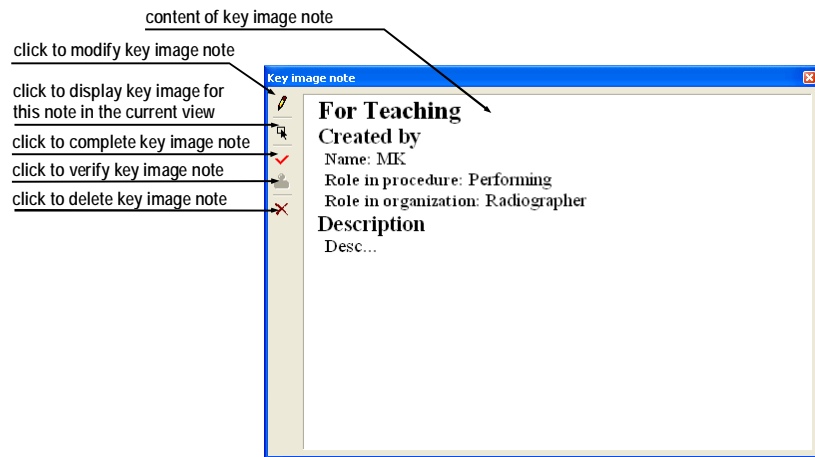 content of key image note
click to modify key image note
Key image note
click to display key image for
this note in the current view
click to complete key image note
click to verify key image note
click to delete key image note
For Teaching
Created by
Name: MK
Role in procedure: Performing
Role in organization: Radiographer
Description
Desc...